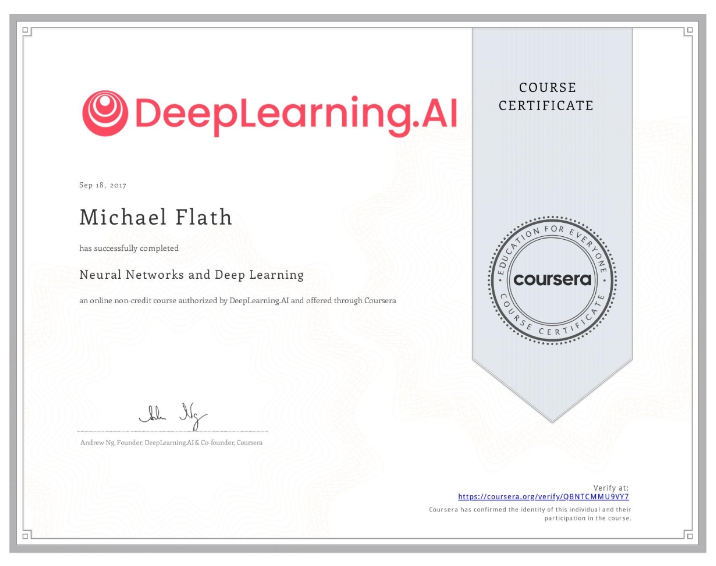 DeepLearning.AI
COURSE
CERTIFICATE
Sep 18, 2017
Michael Flath
has successfully completed
Neural Networks and Deep Learning
an online non-credit course authorized by DeepLearning.AI and offered through Coursera
EDUCATION FOR EVERYONE
coursera
COURSE CERTIFICATE
Andrew Ng, Founder, DeepLearning.AI & Co-founder, Coursera
Verify at:
https://coursera.org/verify/QBNTCMMU9VY7
Coursera has confirmed the identity of this individual and their
participation in the course.